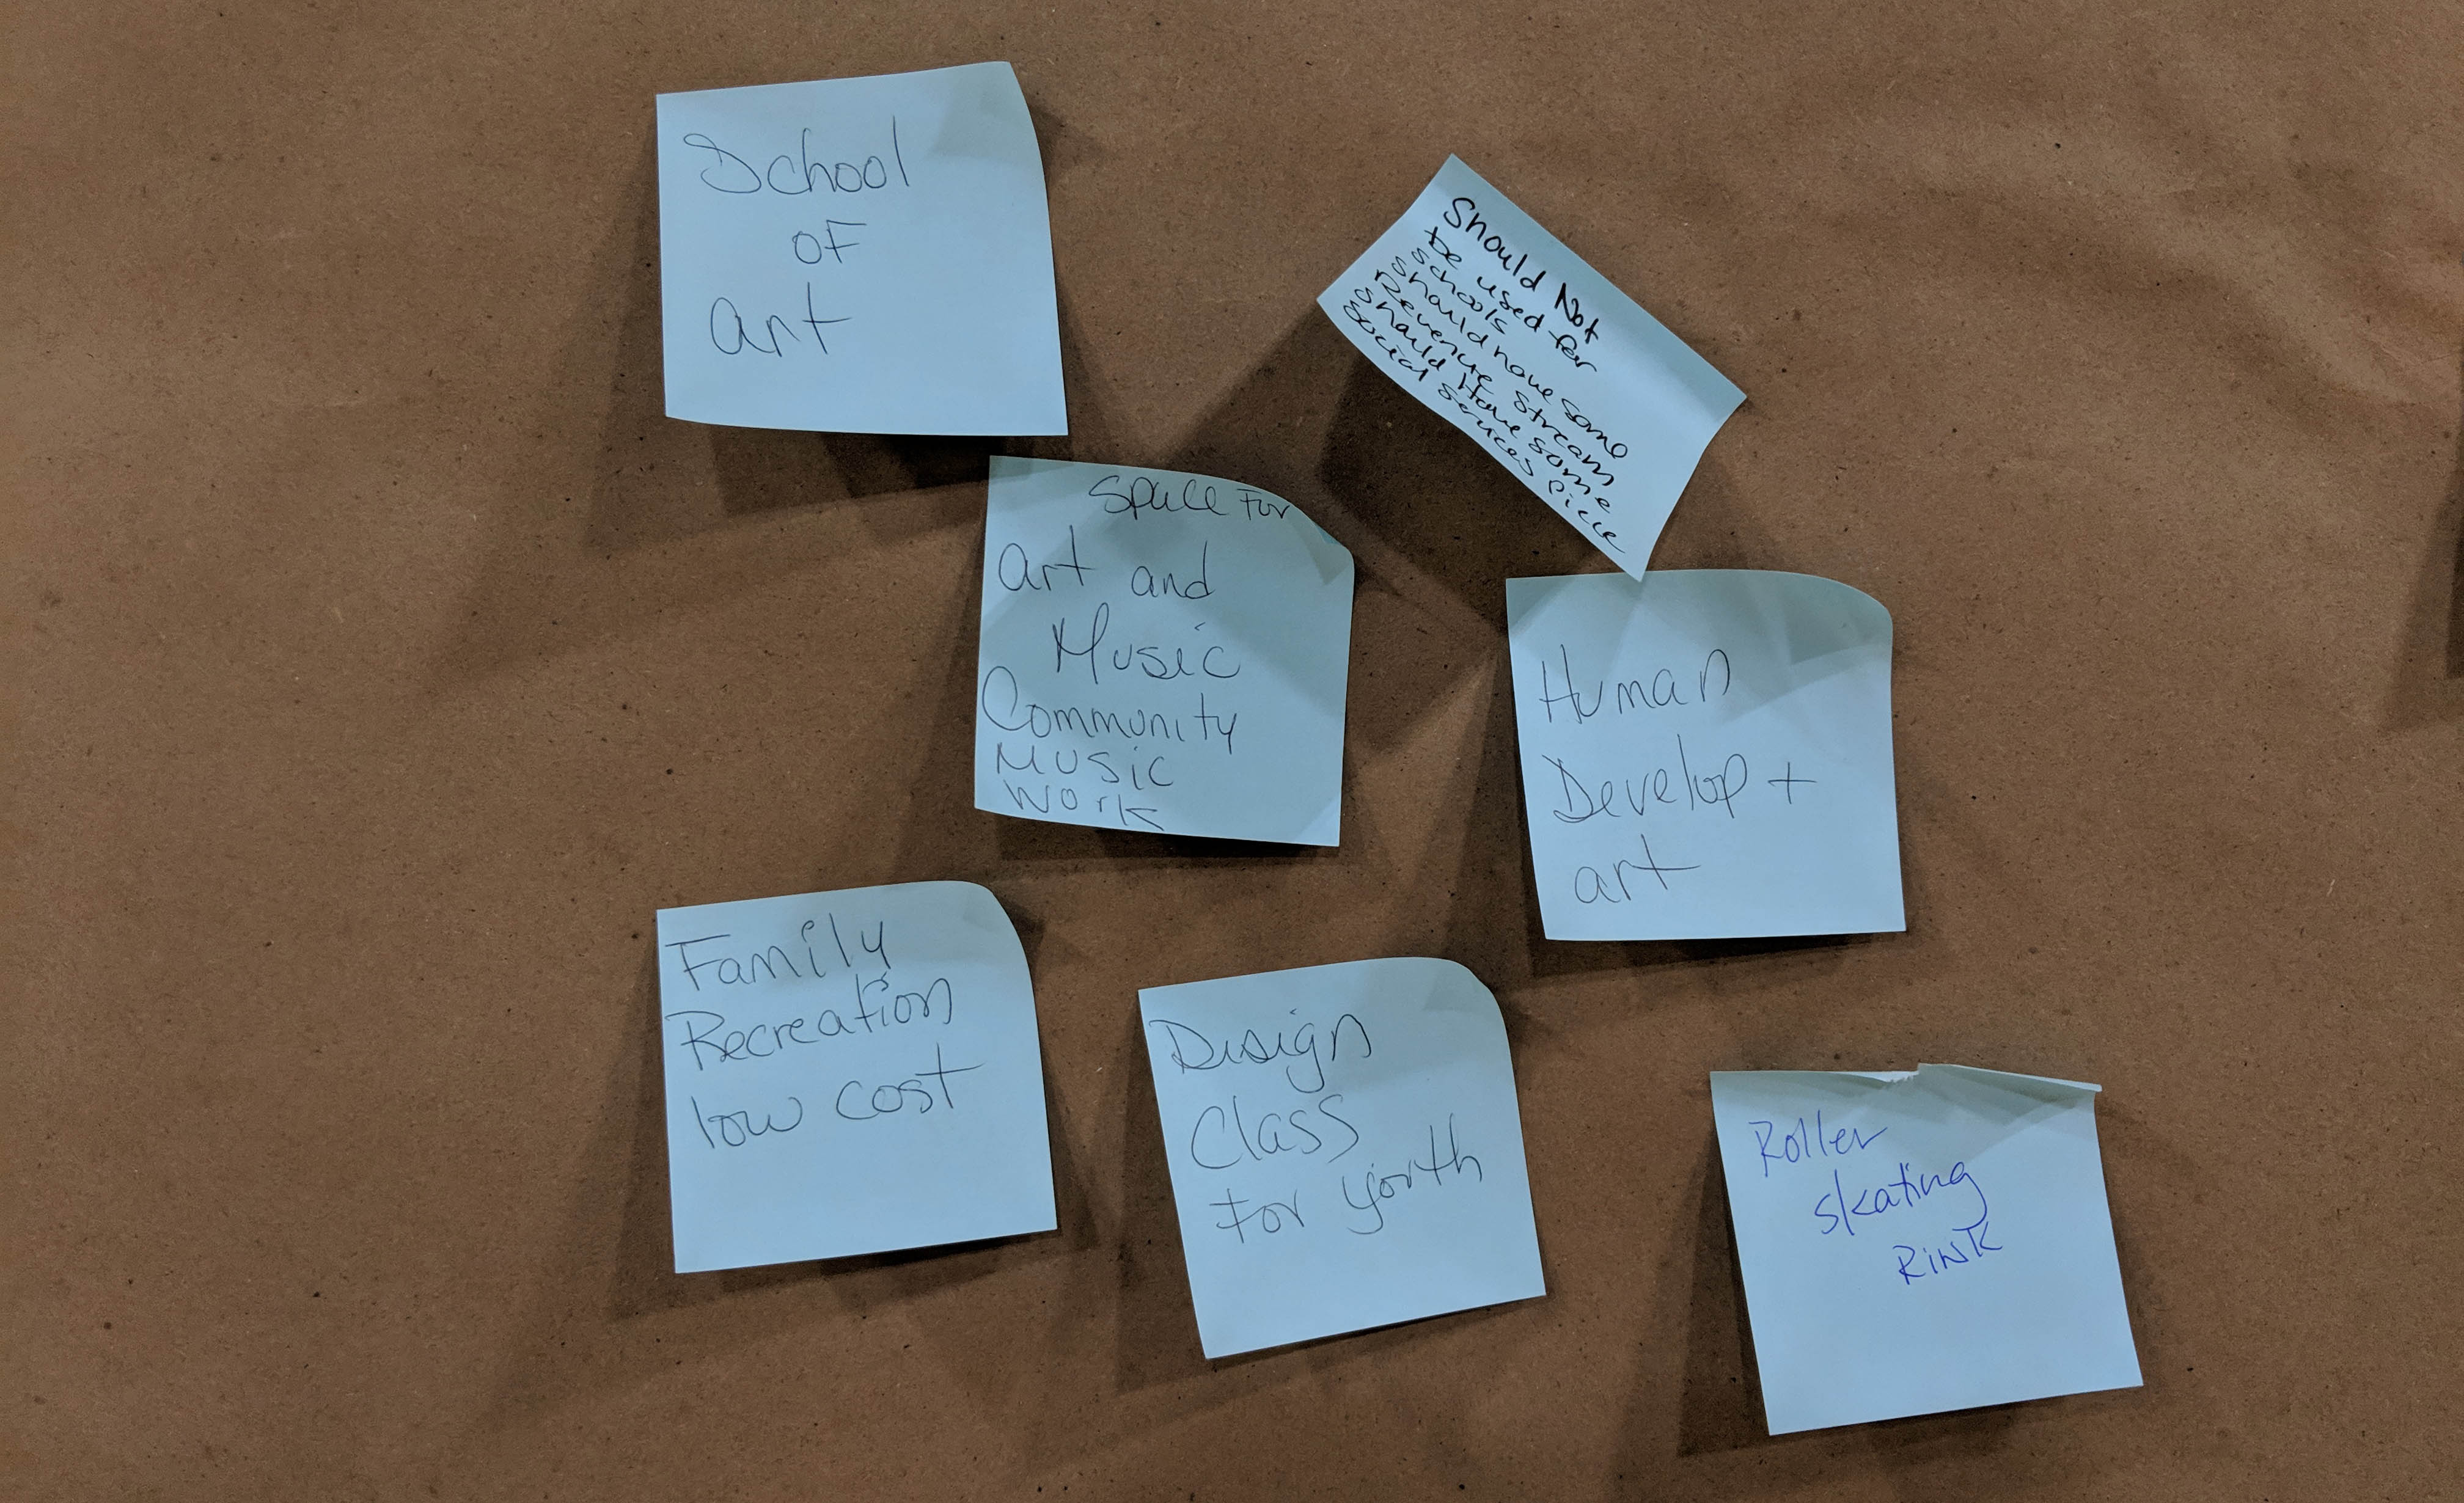 School
OF
art
Should Not
be used for
schools
should have some
Revenue stream
should Have some
social services piece
Space For
Art and
Music
Community
Music
Work
Human
Develop +
art
Family
Recreation
low cost
Design
Class
For youth
Roller
skating
RINK